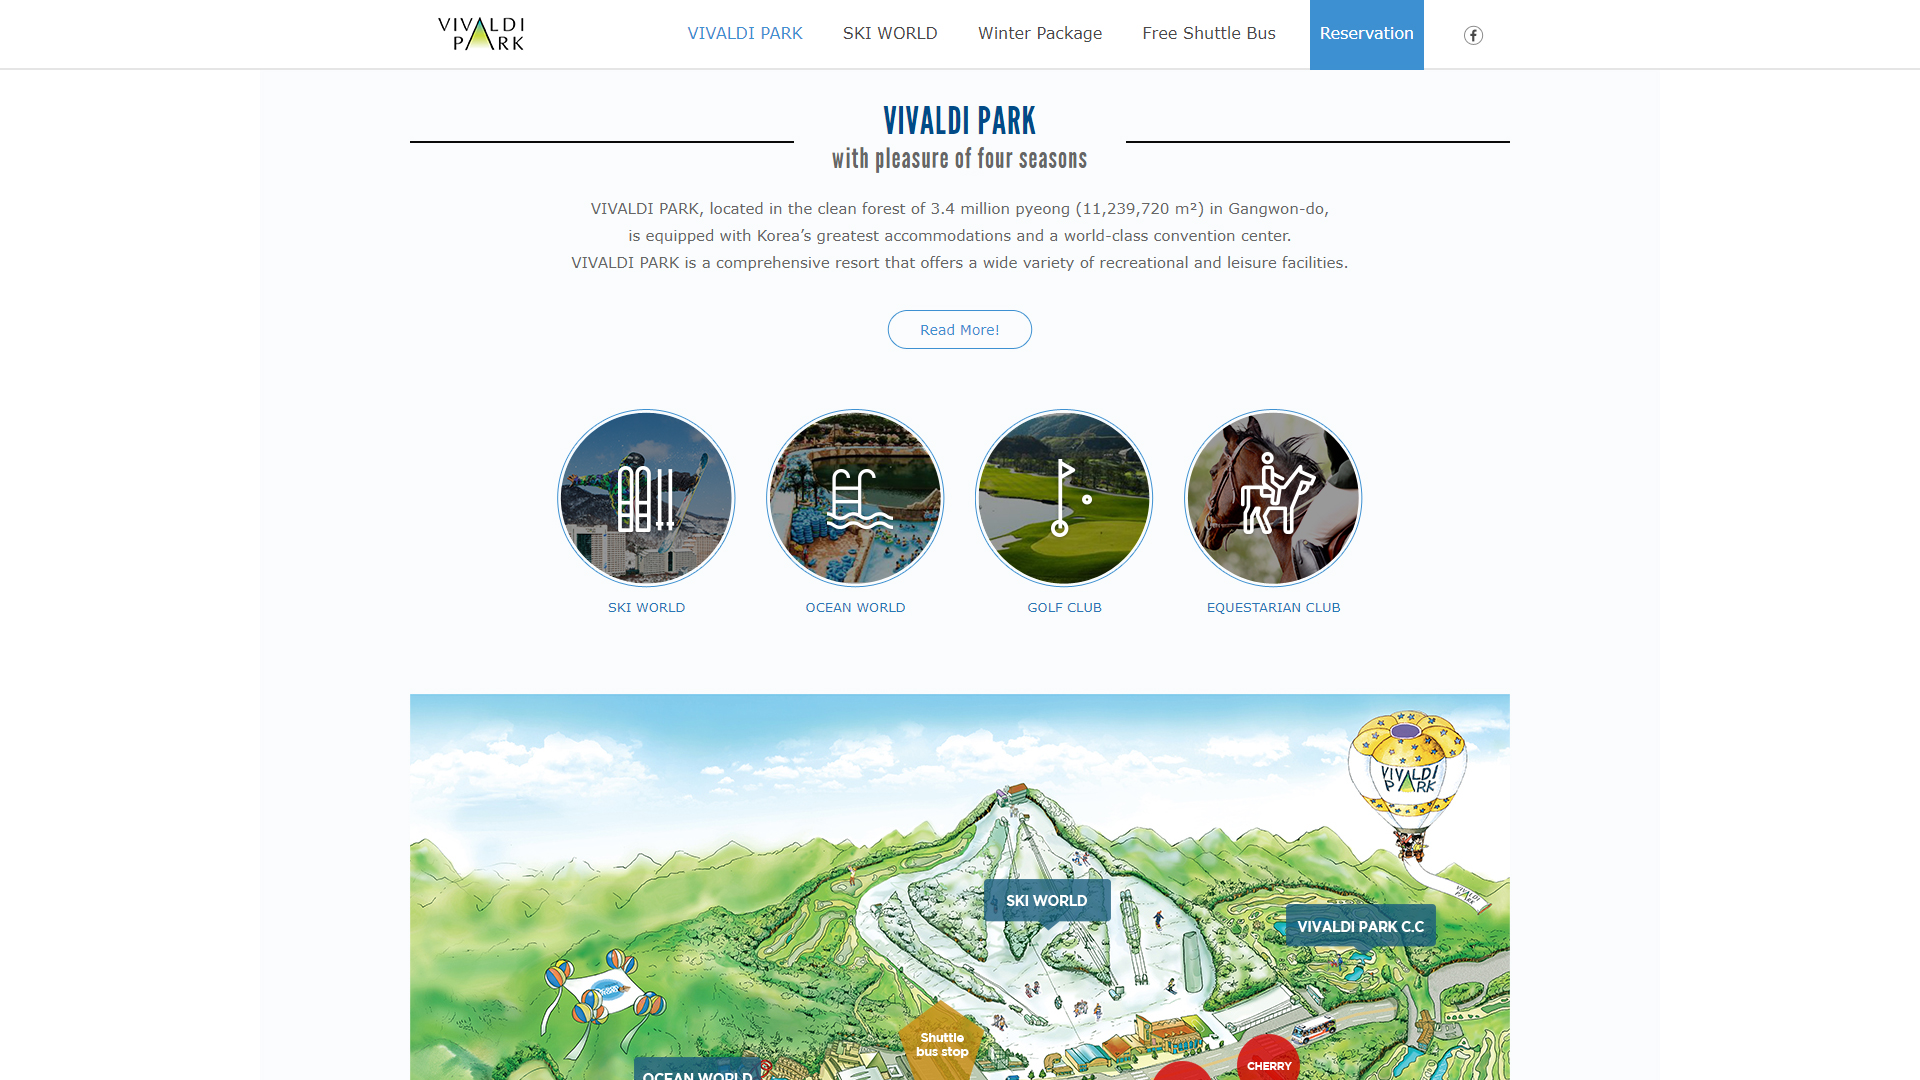 VIVALDI PARK
VIVALDI PARK
SKI WORLD
Winter Package
Free Shuttle Bus
Reservation
VIVALDI PARK
with pleasure of four seasons
VIVALDI PARK, located in the clean forest of 3.4 million pyeong (11,239,720 m²) in Gangwon-do,
is equipped with Korea’s greatest accommodations and a world-class convention center.
VIVALDI PARK is a comprehensive resort that offers a wide variety of recreational and leisure facilities.
Read More!
SKI WORLD
OCEAN WORLD
GOLF CLUB
EQUESTRIAN CLUB
VIVALDI
PARK
VIVALDI
PARK
SKI WORLD
VIVALDI PARK C.C
Shuttle
bus stop
CHERRY
OCEAN WORLD